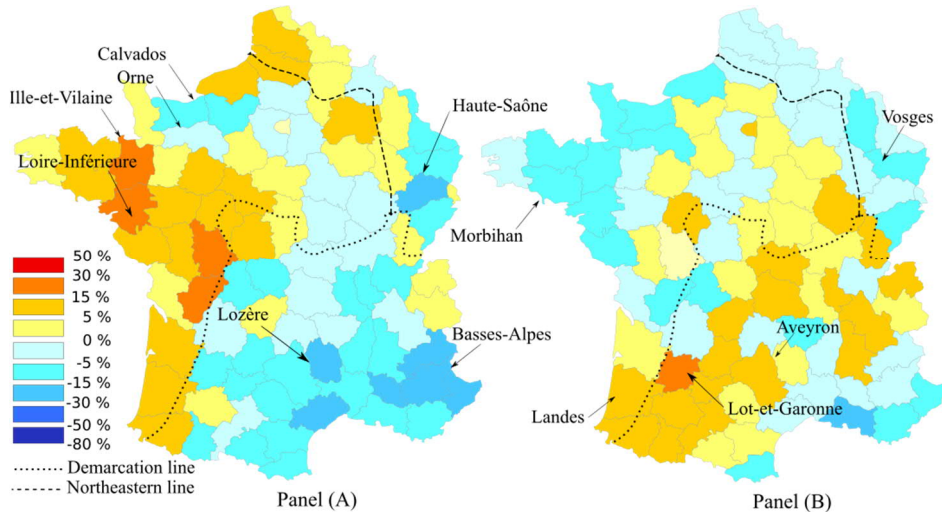 Calvados
Orne
Ille-et-Vilaine
Loire-Inférieure
Haute-Saône
Lozère
Basses-Alpes
50 %
30 %
15 %
5 %
0 %
-5 %
-15 %
-30 %
-50 %
-80 %
Demarcation line
Northeastern line
Panel (A)
Vosges
Morbihan
Aveyron
Landes
Lot-et-Garonne
Panel (B)